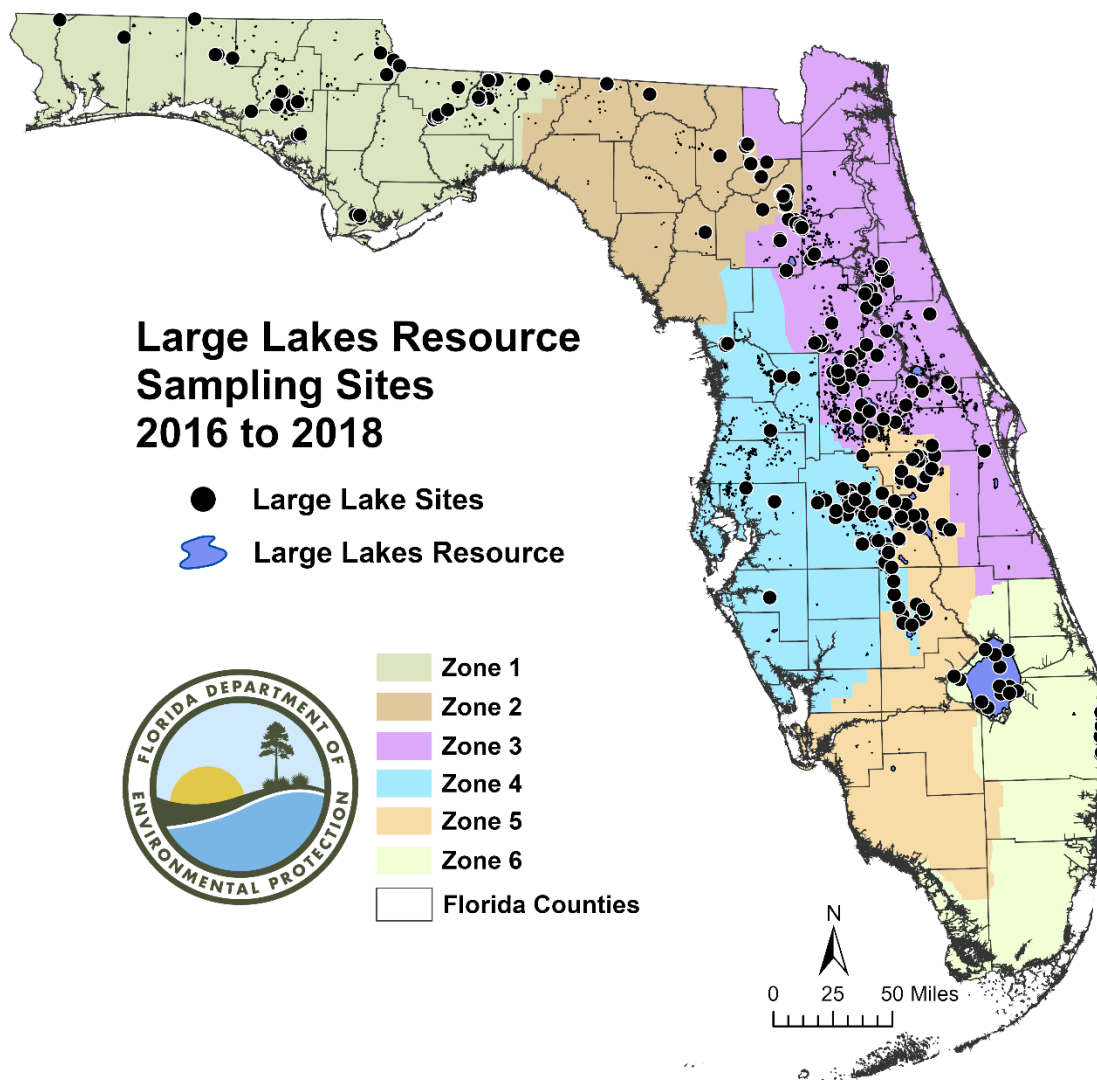 Large Lakes Resource
Sampling Sites
2016 to 2018
Large Lake Sites
Large Lakes Resource
FLORIDA DEPARTMENT OF
ENVIRONMENTAL PROTECTION
Zone 1
Zone 2
Zone 3
Zone 4
Zone 5
Zone 6
Florida Counties
N
0 25 50 Miles